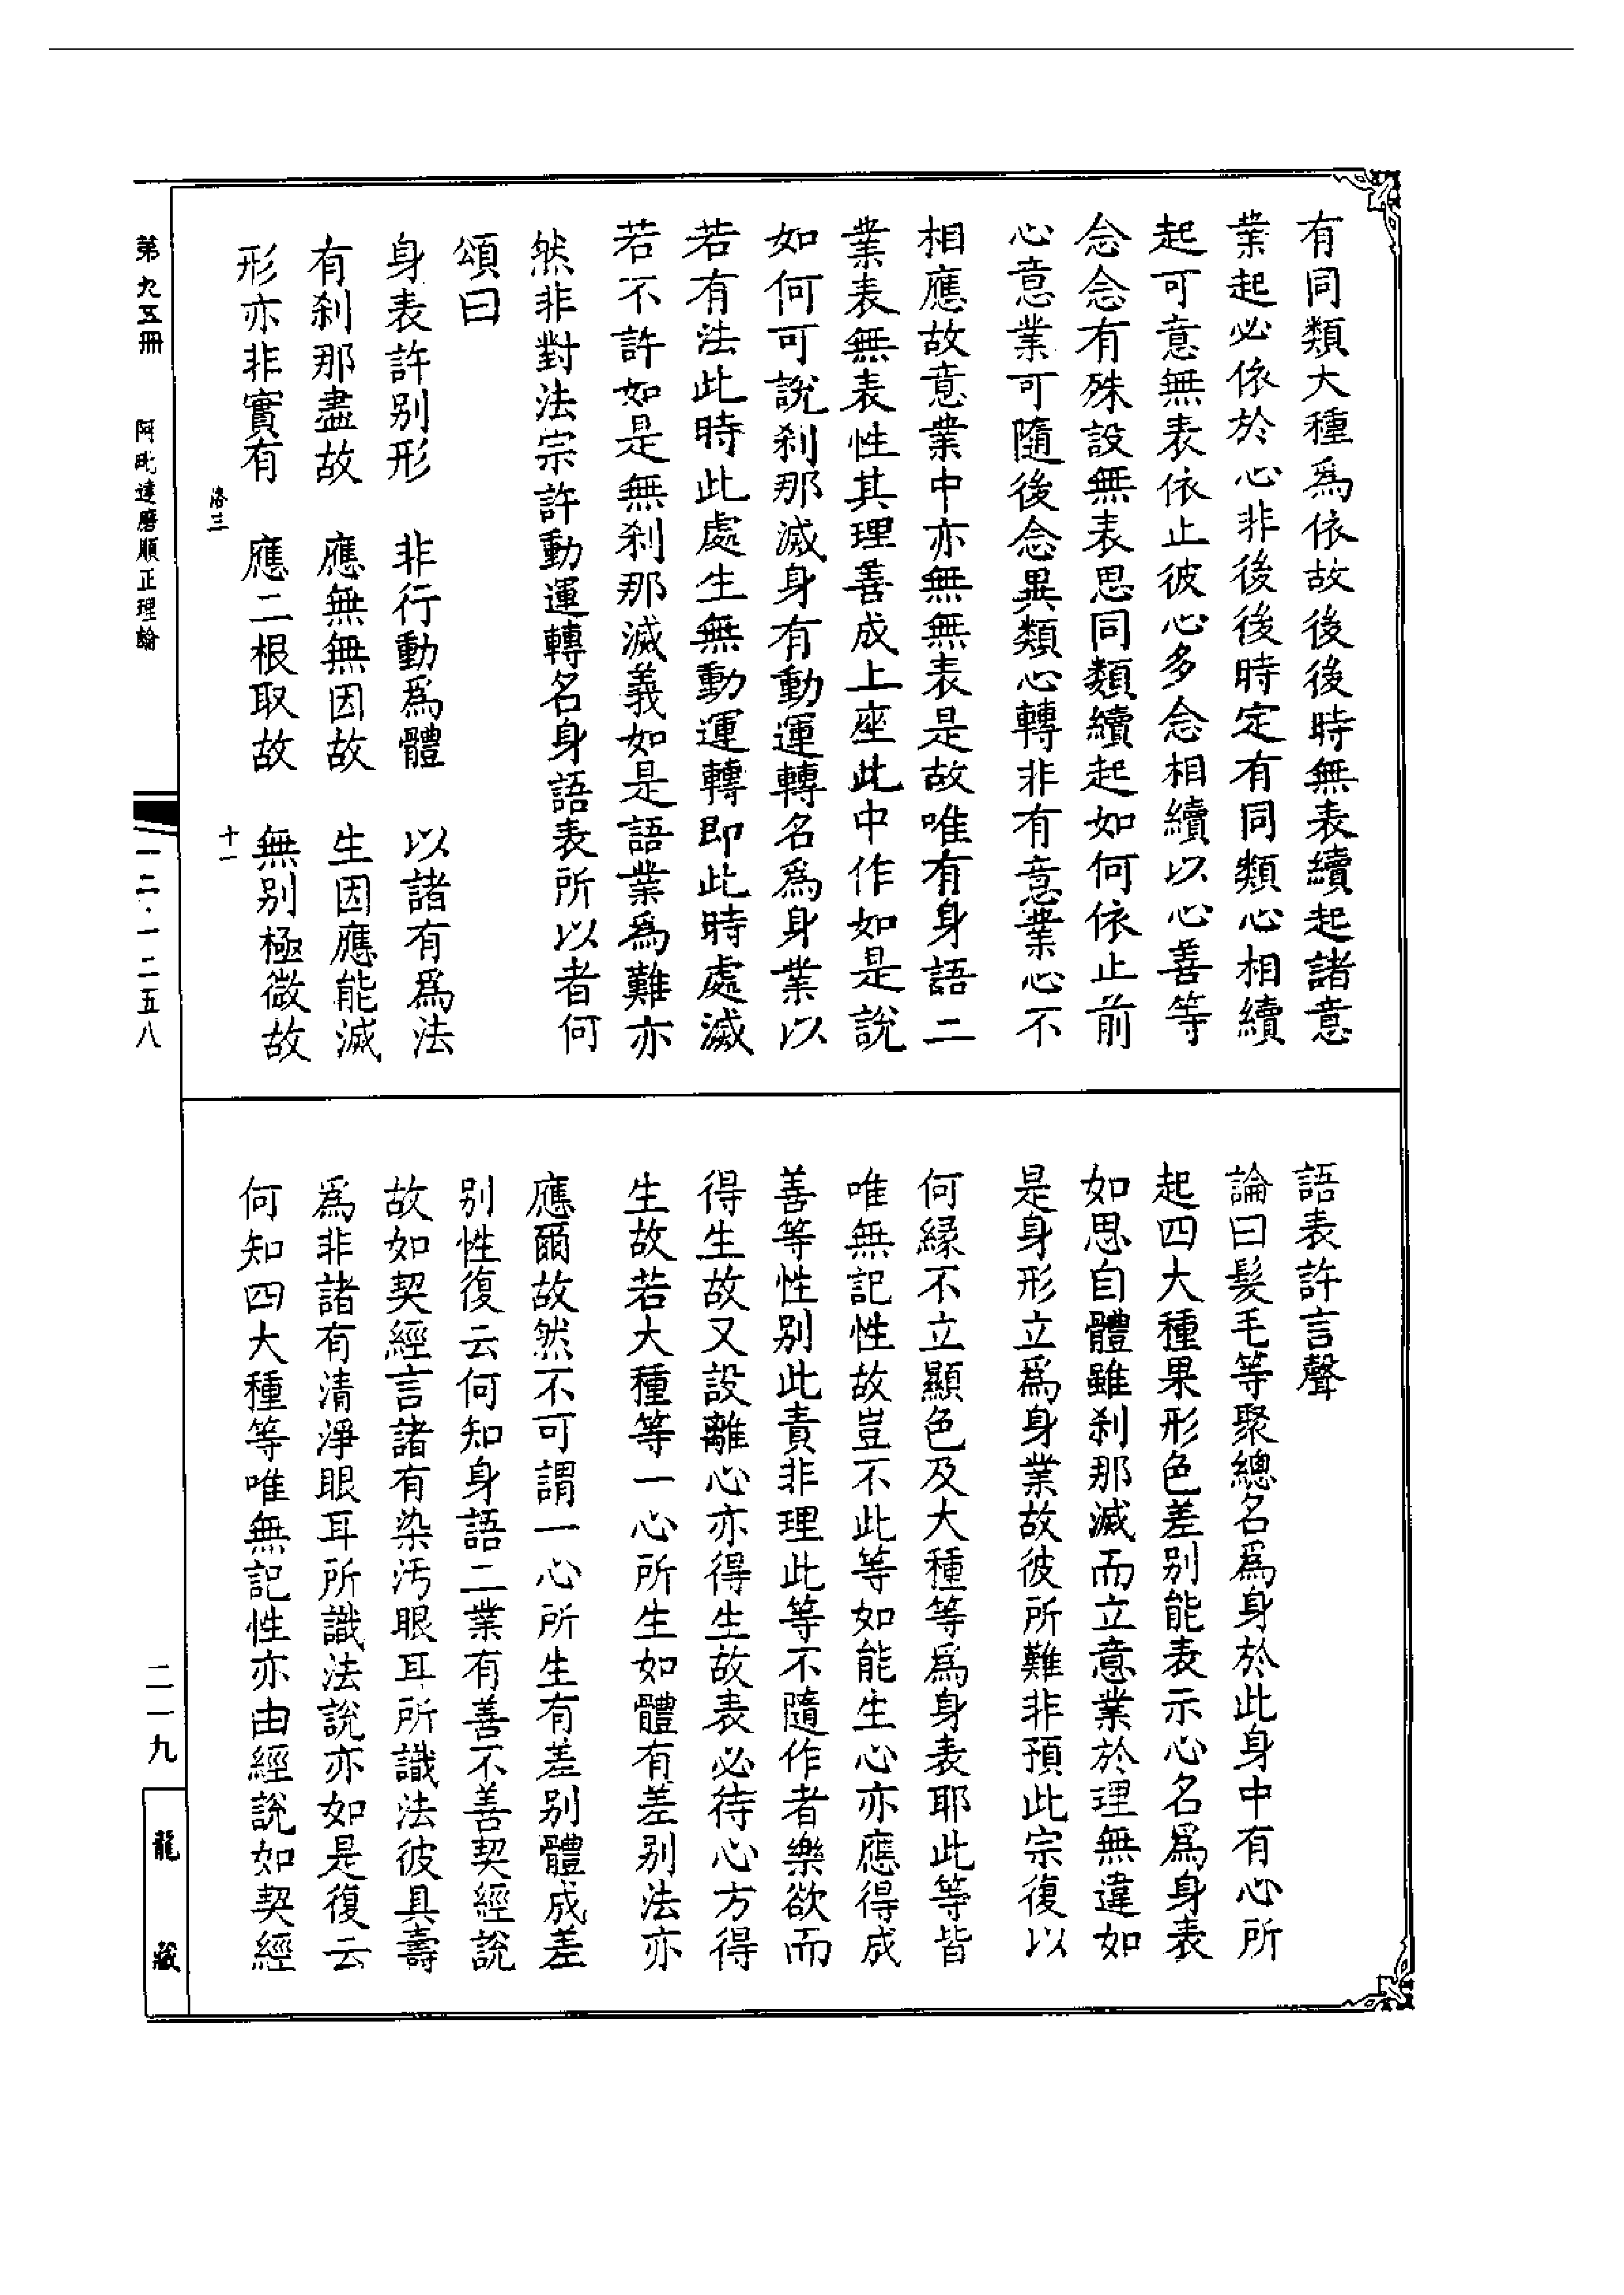 有同類大種爲依故後後時無表續起諸意
業起必依於心非後後時定有同類心相續
起可意無表依止彼心多念相續以心善等
念念有殊設無表思同類續起如何依止前
心意業可隨後念異類心轉非有意業心不
相應故意業中亦無無表是故唯有身語二
業表無表性其理善成上座此中作如是說
如何可說刹那滅身有動運轉名爲身業以
若有法此時此處生無動運轉即此時處滅
若不許如是無刹那滅義如是語業爲難亦
然非對法宗許動運轉名身語表所以者何
頌曰
身表許別形　非行動爲體　以諸有爲法
有刹那盡故　應無無因故　生因應能滅
形亦非實有　應二根取故　無別極微故
洛三　十一
語表許言聲
論曰髮毛等聚總名爲身於此身中有心所
起四大種果形色差別能表示心名爲身表
如思自體雖刹那滅而立意業於理無違如
是身形立爲身業故彼所難非預此宗復以
何緣不立顯色及大種等爲身表耶此等皆
唯無記性故豈不此等如能生心亦應得成
善等性別此責非理此等不隨作者樂欲而
得生故又設離心亦得生故表必待心方得
生故若大種等一心所生如體有差別法亦
應爾故然不可謂一心所生有差別體成差
別性復云何知身語二業有善不善契經說
故如契經言諸有染污眼耳所識法彼具壽
爲非諸有清淨眼耳所識法說亦如是復云
何知四大種等唯無記性亦由經說如契經
第九五冊　阿毗達磨順正理論
一二·一二五八
二一九
龍藏